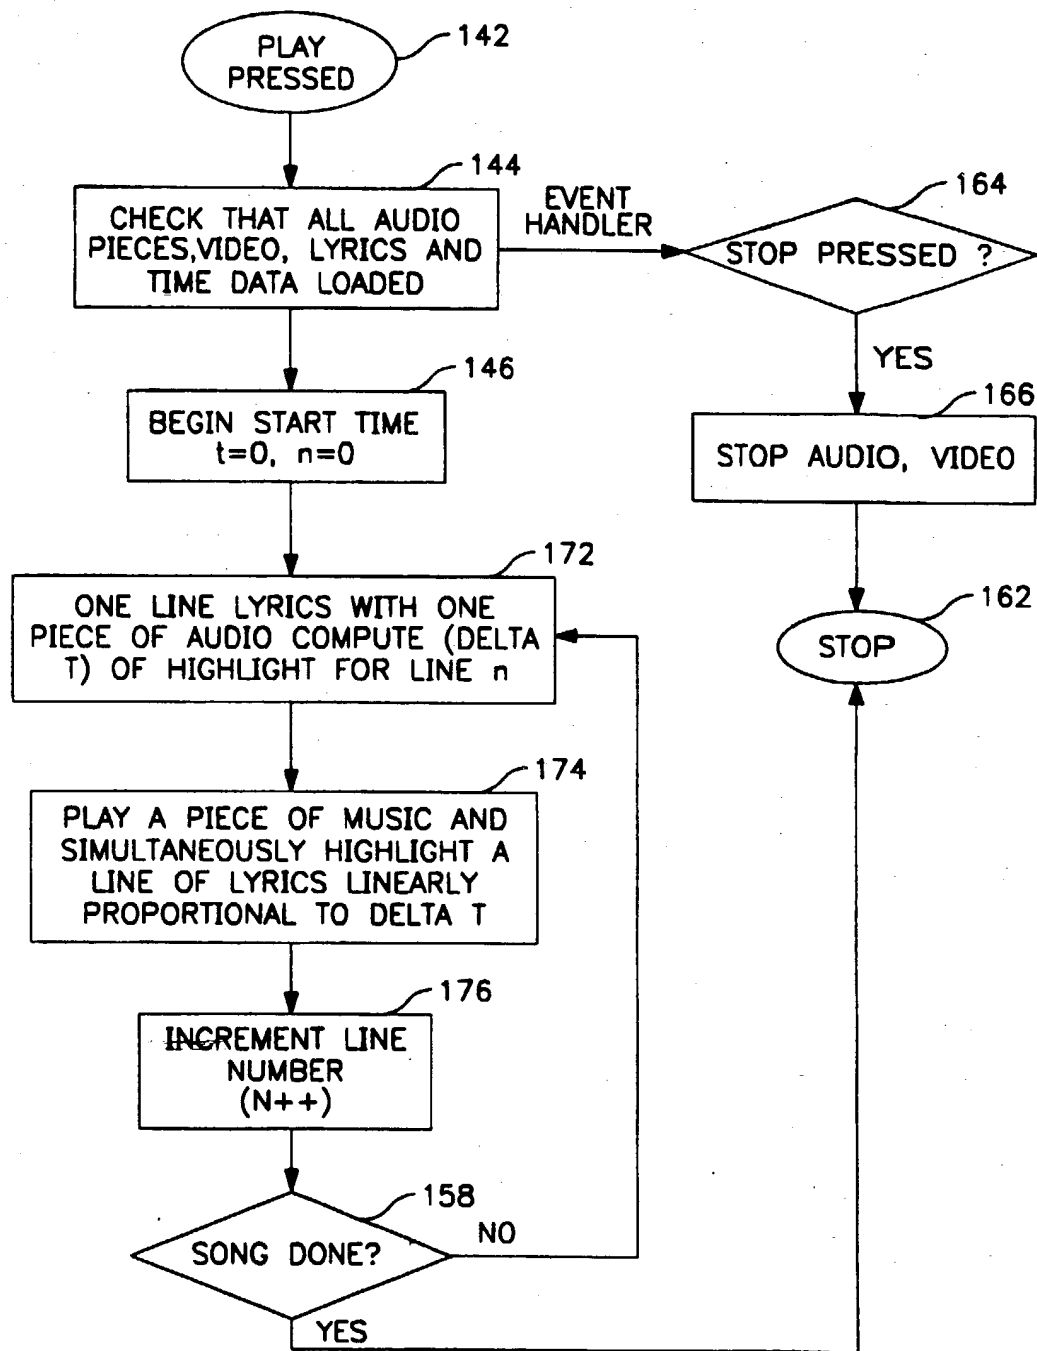 PLAY
PRESSED
142
144
CHECK THAT ALL AUDIO
PIECES,VIDEO, LYRICS AND
TIME DATA LOADED
EVENT
HANDLER
164
STOP PRESSED ?
YES
146
BEGIN START TIME
t=0, n=0
166
STOP AUDIO, VIDEO
172
ONE LINE LYRICS WITH ONE
PIECE OF AUDIO COMPUTE (DELTA
T) OF HIGHLIGHT FOR LINE n
162
STOP
174
PLAY A PIECE OF MUSIC AND
SIMULTANEOUSLY HIGHLIGHT A
LINE OF LYRICS LINEARLY
PROPORTIONAL TO DELTA T
176
INCREMENT LINE
NUMBER
(N++)
158
SONG DONE?
NO
YES